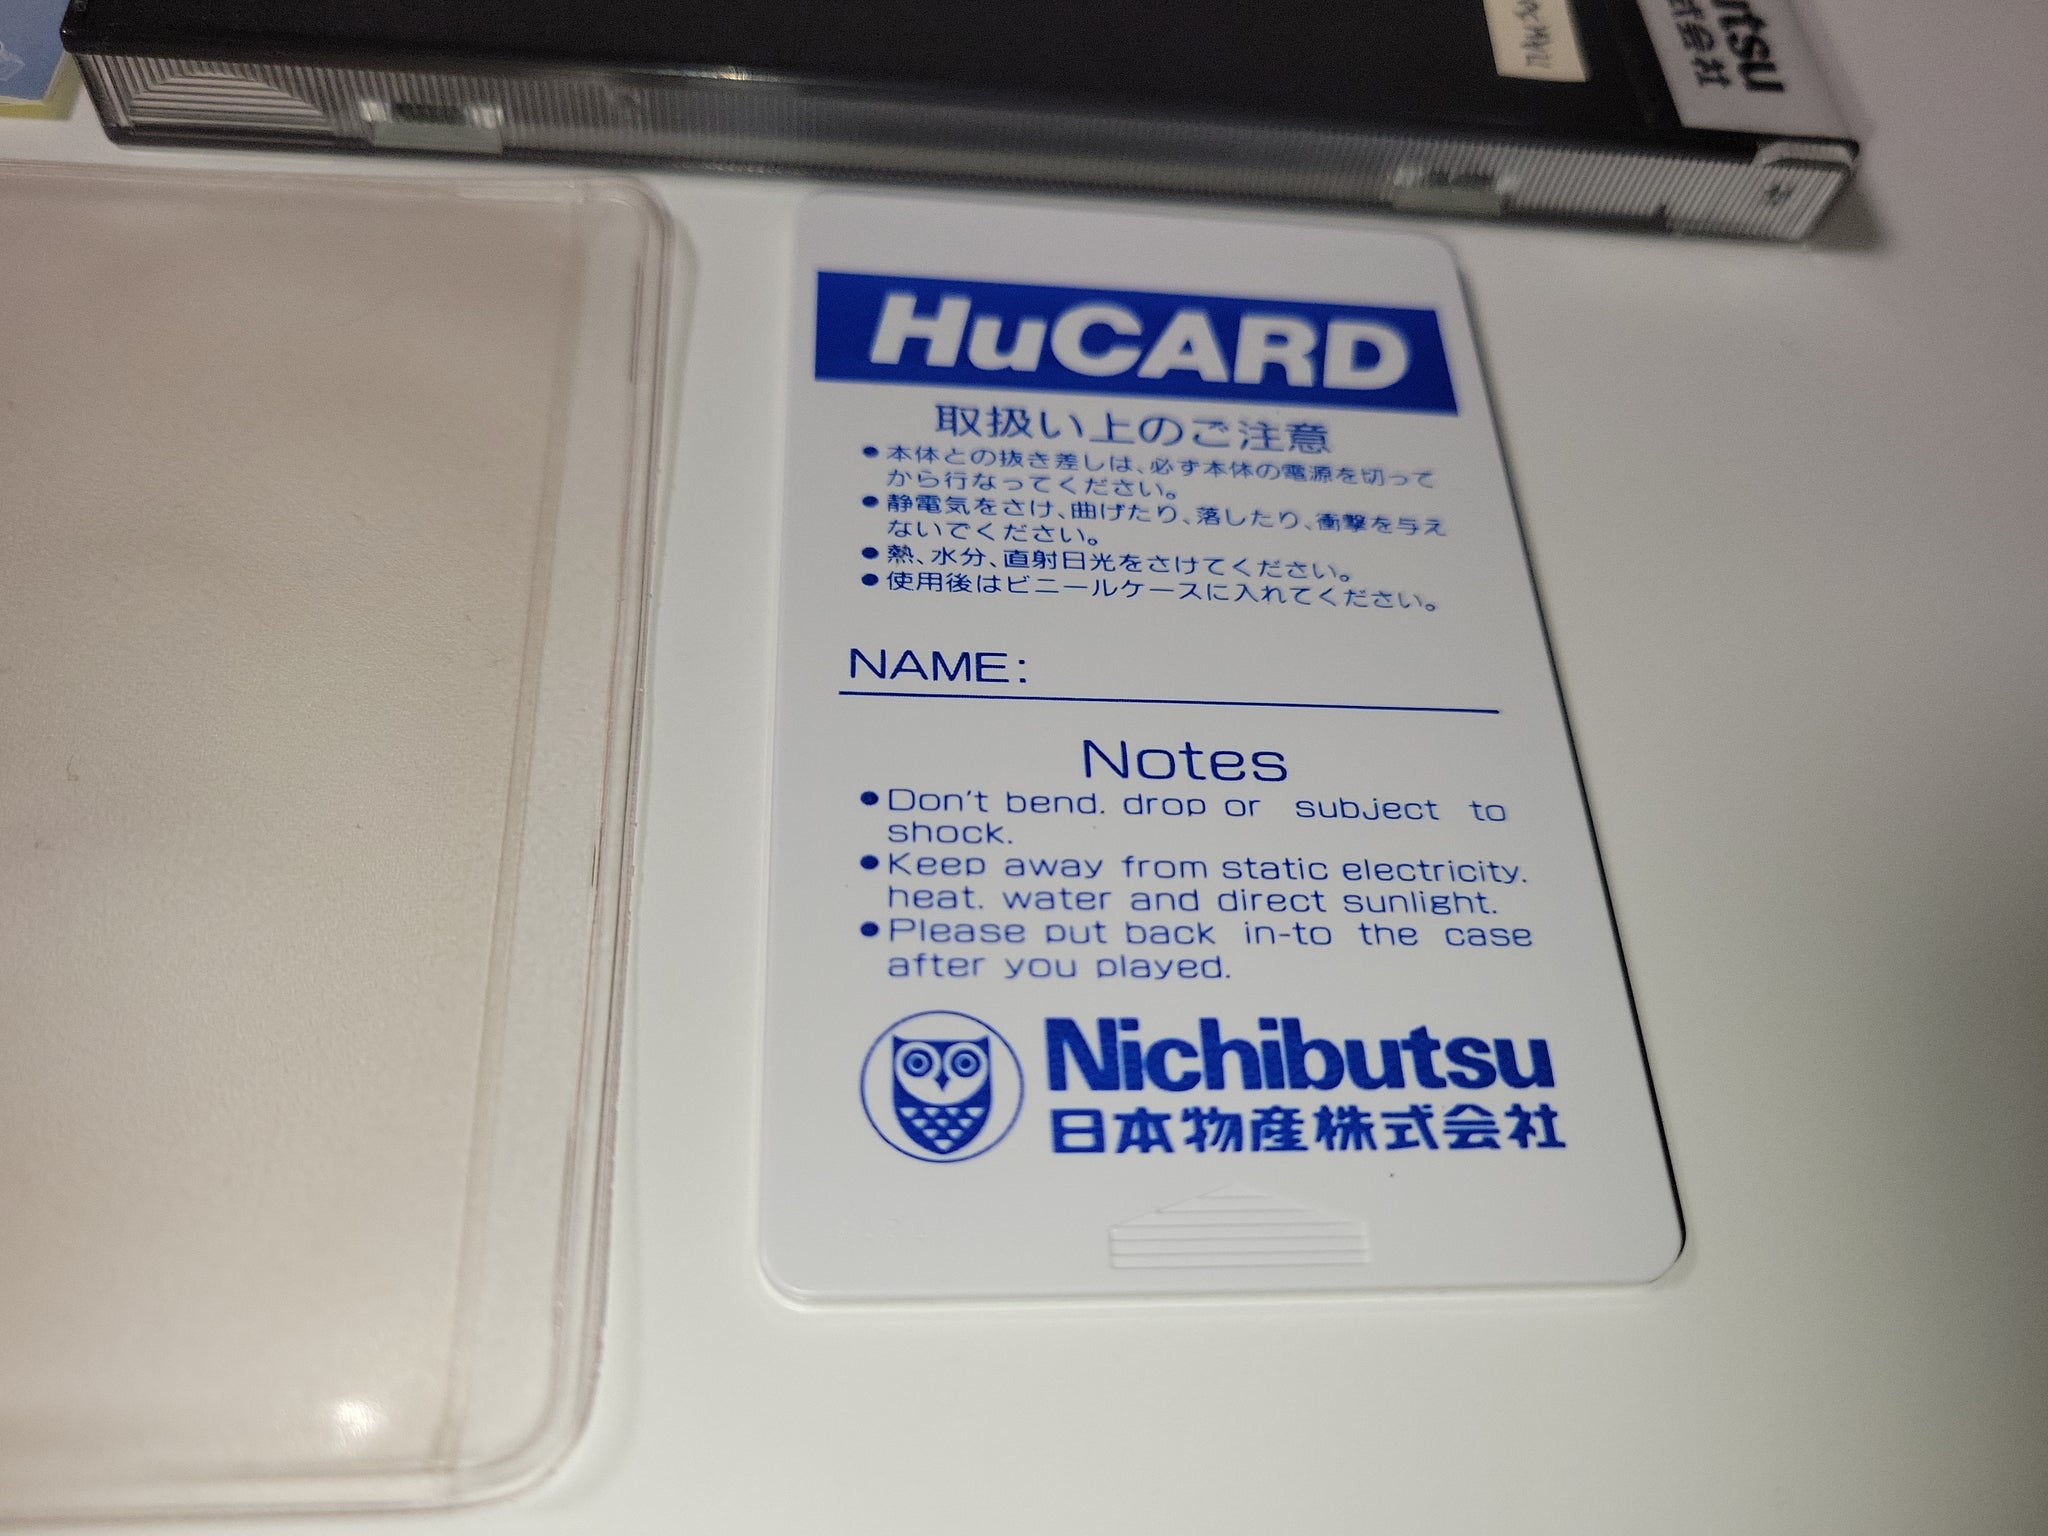 utsu
式会社
HuCARD
取扱い上のご注意
●本体との抜き差しは、必ず本体の電源を切って
から行なってください。
●静電気をさけ、曲げたり、落したり、衝撃を与え
ないでください。
●熱、水分、直射日光をさけてください。
●使用後はビニールケースに入れてください。
NAME:
Notes
●Don't bend. drop or subject to
shock.
●Keep away from static electricity.
heat. water and direct sunlight.
●Please put back in-to the case
after you played.
Nichibutsu
日本物産株式会社